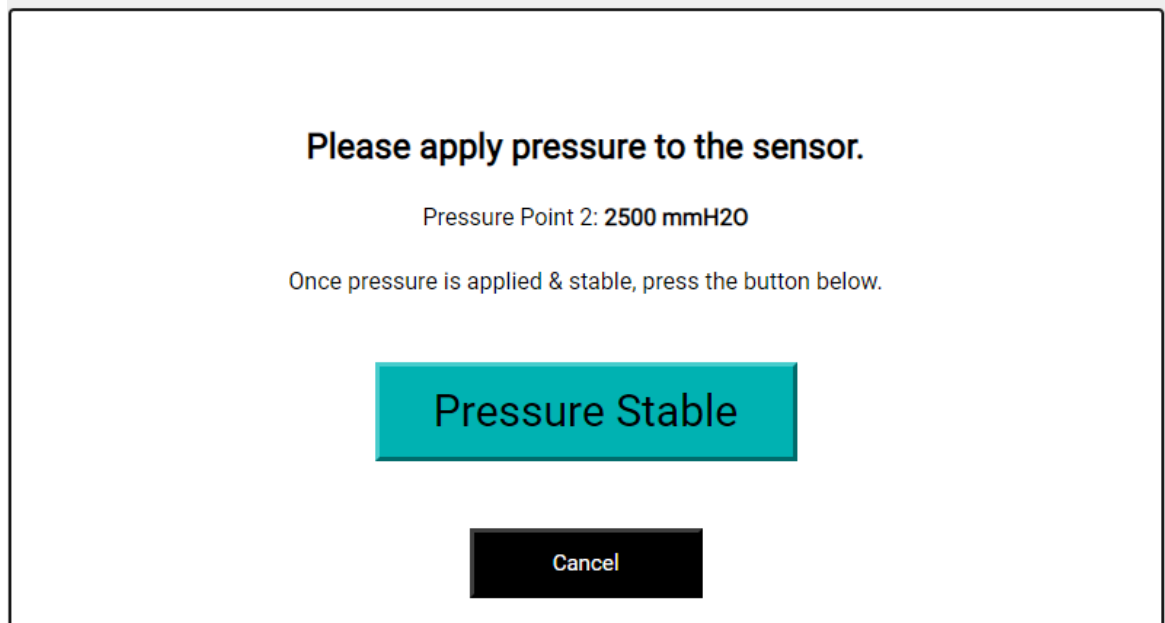 Please apply pressure to the sensor.
Pressure Point 2: 2500 mmH2O
Once pressure is applied & stable, press the button below.
Pressure Stable
Cancel